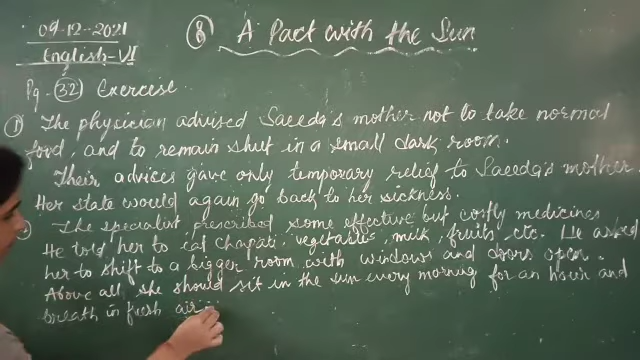 09-12-2021
English-VI
⑧ A Pact with the Sun
Pg. 32 Exercise.
① The physician advised Saeeda's mother not to take normal
food, and to remain shut in a small dark room.
Their advises gave only temporary relief to Saeeda's mother.
Her state would again go back to her sickness.
The specialist prescribed some effective but costly medicines
He told her to eat chapati, vegetables, milk, fruits, etc. He asked
her to shift to a bigger room with windows and doors open.
Above all, she should sit in the sun every morning for an hour and
breath in fresh air